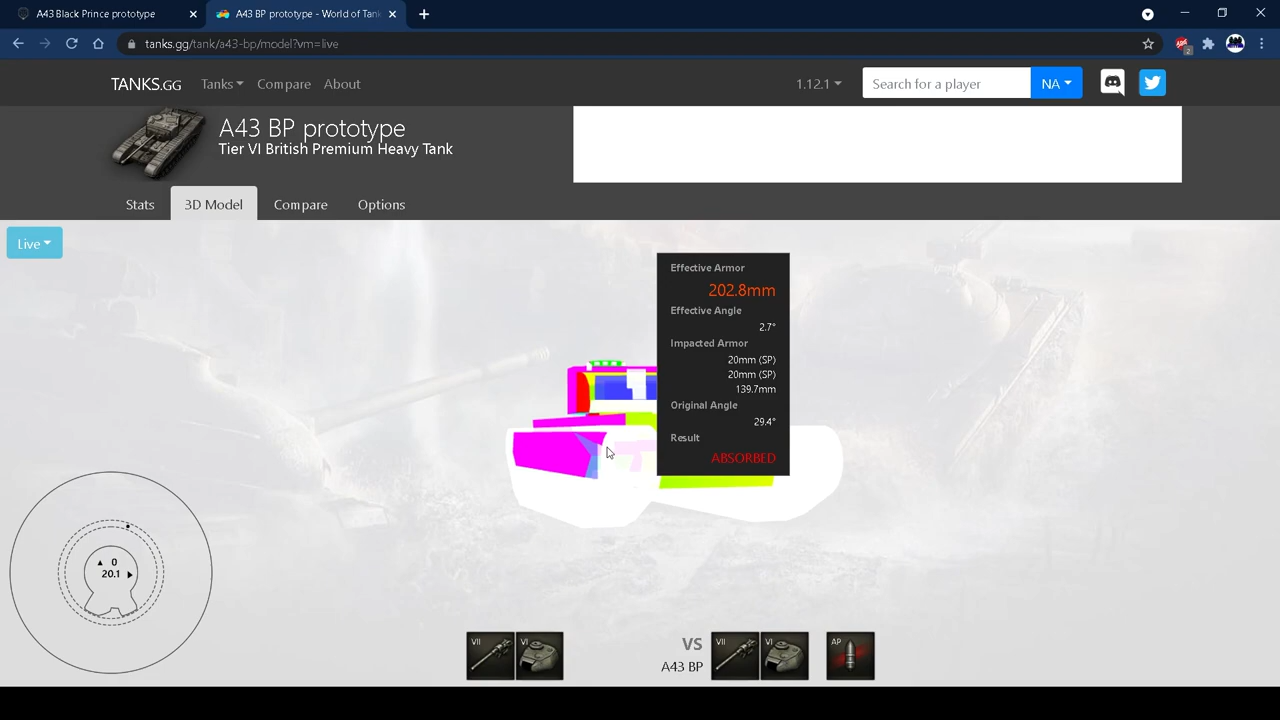 A43 Black Prince prototype
A43 BP prototype - World of Tank
tanks.gg/tank/a43-bp/model?vm=live
2
TANKS.GG Tanks Compare About 1.12.1 Search for a player NA
A43 BP prototype
Tier VI British Premium Heavy Tank
Stats 3D Model Compare Options
Live
Effective Armor
202.8mm
Effective Angle
2.7°
Impacted Armor
20mm (SP)
20mm (SP)
139.7mm
Original Angle
29.4°
Result
ABSORBED
0
20.1
VII VI VS VII VI AP
A43 BP